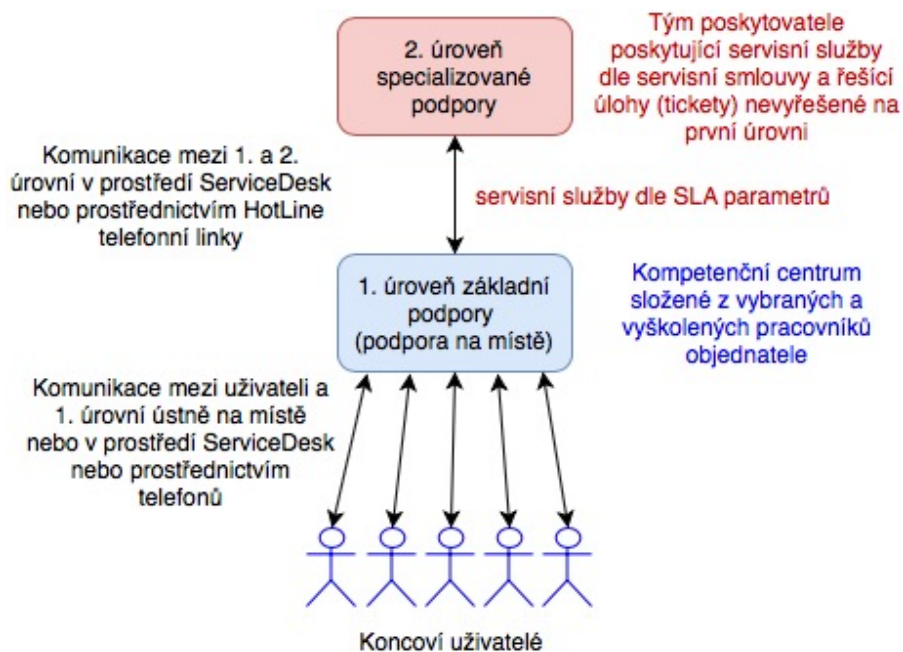 2. úroveň
specializované
podpory
Tým poskytovatele
poskytující servisní služby
dle servisní smlouvy a řešící
úlohy (tickety) nevyřešené na
první úrovni
Komunikace mezi 1. a 2.
úrovní v prostředí ServiceDesk
nebo prostřednictvím HotLine
telefonní linky
servisní služby dle SLA parametrů
1. úroveň základní
podpory
(podpora na místě)
Kompetenční centrum
složené z vybraných a
vyškolených pracovníků
objednatele
Komunikace mezi uživateli a
1. úrovní ústně na místě
nebo v prostředí ServiceDesk
nebo prostřednictvím
telefonů
Koncoví uživatelé